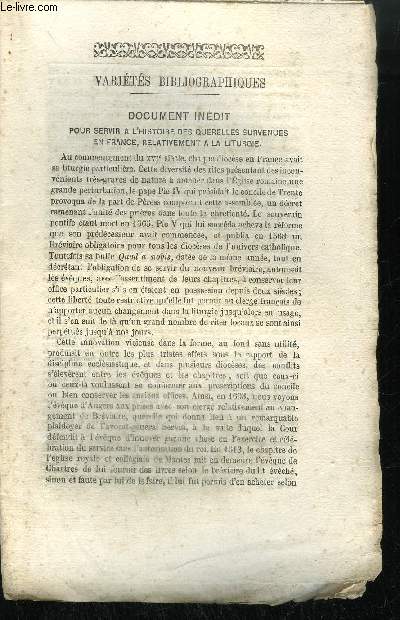 Le-livre.com
VARIÉTÉS BIBLIOGRAPHIQUES
DOCUMENT INÉDIT
POUR SERVIR A L'HISTOIRE DES QUERELLES SURVENUES
EN FRANCE, RELATIVEMENT A LA LITURGIE.
Au commencement du XVIe siècle, chaque diocèse en France avait
sa liturgie particulière. Cette diversité des rites présentant des incon-
vénients très-graves de nature à amener dans l'Église romaine une
grande perturbation, le pape Pie IV qui présidait le concile de Trente
provoqua de la part de Pères composant cette assemblée, un décret
ramenant l'unité des prières dans toute la chrétienté. Le souverain
pontife étant mort en 1565, Pie V qui lui succéda acheva la réforme
que son prédécesseur avait commencée, et publia en 1568 un
Bréviaire obligatoire pour tous les diocèses de l'univers catholique.
Toutefois sa bulle Quod a nobis, datée de la même année, tout en
décrétant l'obligation de se servir du nouveau bréviaire, autorisait
les évêques, avec l'assentiment de leurs chapitres, à conserver leur
office particulier s'ils en étaient en possession depuis deux siècles;
cette liberté toute restrictive qu'elle fut permit au clergé français de
n'apporter aucun changement dans la liturgie jusqu'alors en usage,
et il s'en suit de là qu'un grand nombre de rites locaux se sont ainsi
perpétués jusqu'à nos jours.
Cette innovation vicieuse dans la forme, au fond sans utilité,
produisit en outre les plus tristes effets sous le rapport de la
discipline ecclésiastique, et dans plusieurs diocèses, des conflits
s'élevèrent entre les évêques et les chapitres, soit que ceux-ci
ou ceux-là voulussent se conformer aux prescriptions du concile
ou bien conserver les anciens offices. Ainsi, en 1603, nous voyons
l'évêque d'Angers aux prises avec son clergé relativement au chan-
gement de Bréviaire, querelle qui donna lieu à un remarquable
plaidoyer de l'avocat-général Servin, à la suite duquel la Cour
défendit à l'évêque d'innover aucune chose en l'exercice et célé-
bration du service sans l'autorisation du roi. En 1613, le chapitre de
l'église royale et collégiale de Mantes mit en demeure l'évêque de
Chartres de lui fournir des livres selon le bréviaire dudit évêché,
sinon et faute par lui de le faire, il lui fut permis d'en acheter selon